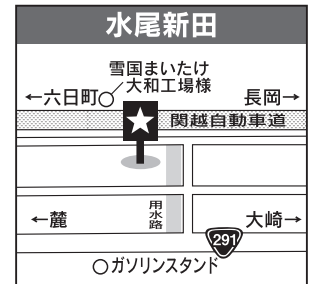 水尾新田
雪国まいたけ
大和工場様
←六日町
長岡→
関越自動車道
←麓
用水路
291
大崎→
ガソリンスタンド